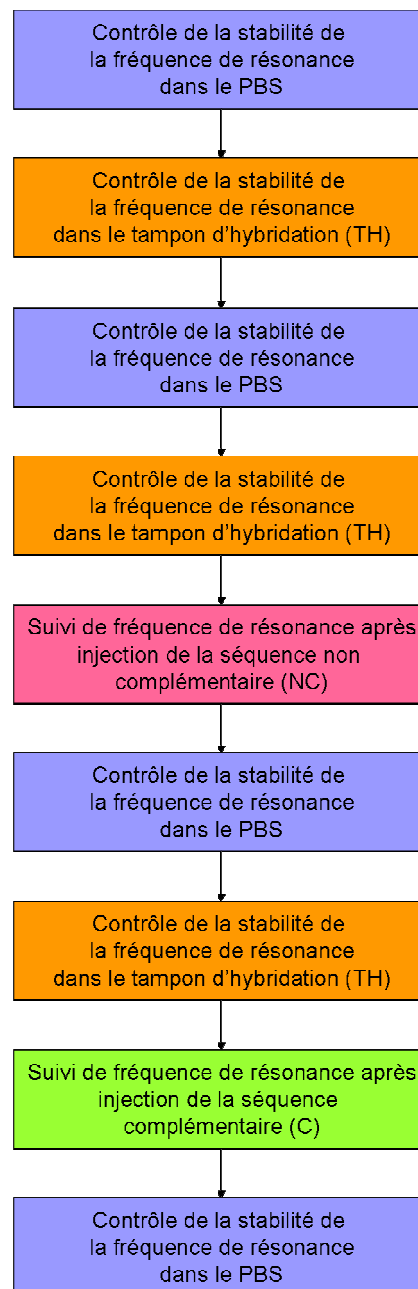 Contrôle de la stabilité de
la fréquence de résonance
dans le PBS
Contrôle de la stabilité de
la fréquence de résonance
dans le tampon d'hybridation (TH)
Contrôle de la stabilité de
la fréquence de résonance
dans le PBS
Contrôle de la stabilité de
la fréquence de résonance
dans le tampon d'hybridation (TH)
Suivi de fréquence de résonance après
injection de la séquence non
complémentaire (NC)
Contrôle de la stabilité de
la fréquence de résonance
dans le PBS
Contrôle de la stabilité de
la fréquence de résonance
dans le tampon d'hybridation (TH)
Suivi de fréquence de résonance après
injection de la séquence
complémentaire (C)
Contrôle de la stabilité de
la fréquence de résonance
dans le PBS